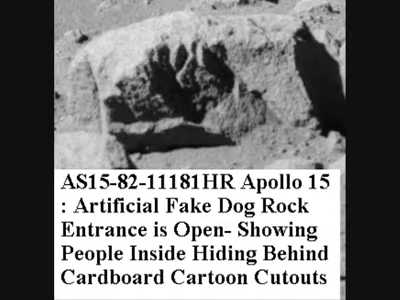 AS15-82-11181HR Apollo 15
: Artificial Fake Dog Rock
Entrance is Open- Showing
People Inside Hiding Behind
Cardboard Cartoon Cutouts